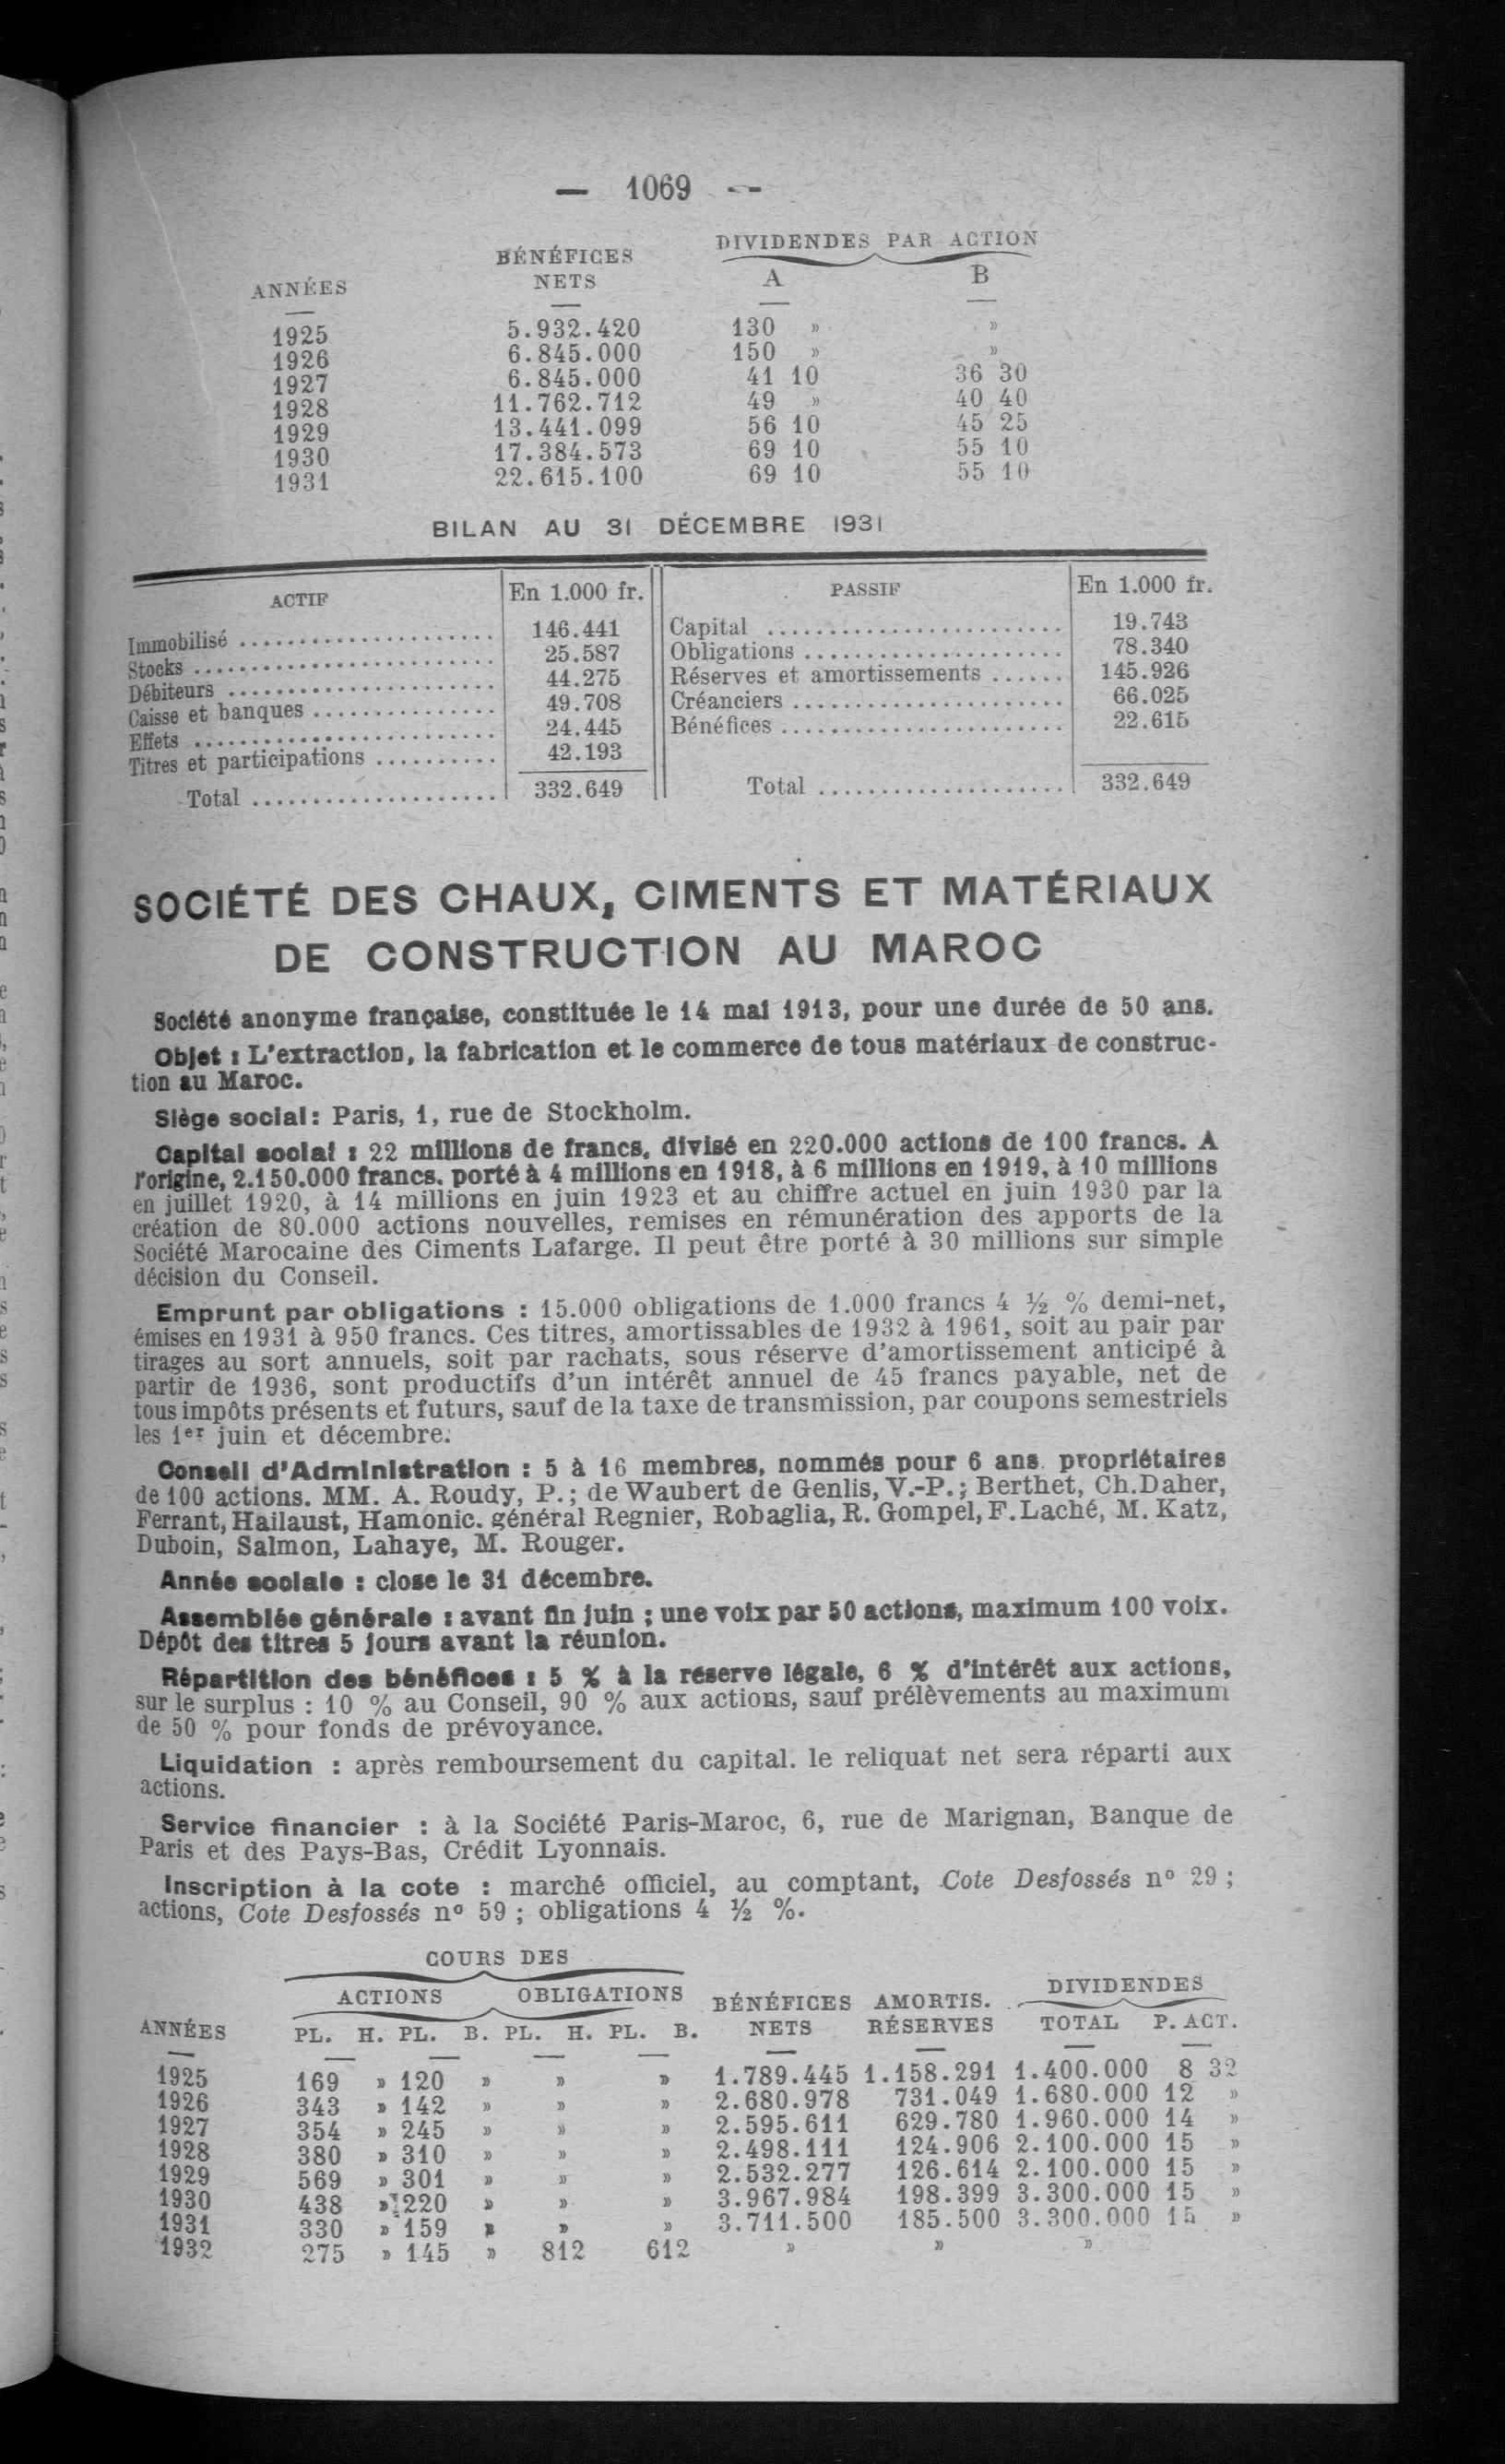 — 1069 —
DIVIDENDES PAR ACTION
ANNÉES BÉNÉFICES NETS A B
1925 5.932.420 130 » »
1926 6.845.000 150 » »
1927 6.845.000 41 10 36 30
1928 11.762.712 49 » 40 40
1929 13.441.099 56 10 45 25
1930 17.384.573 69 10 55 10
1931 22.615.100 69 10 55 10
BILAN AU 31 DÉCEMBRE 1931
ACTIF En 1.000 fr. PASSIF En 1.000 fr.
Immobilisé ..................... 146.441 Capital ......................... 19.743
Stocks ......................... 25.587 Obligations ..................... 78.340
Débiteurs ...................... 44.275 Réserves et amortissements ...... 145.926
Caisse et banques ............... 49.708 Créanciers ...................... 66.025
Effets ......................... 24.445 Bénéfices ....................... 22.615
Titres et participations .......... 42.193
Total .................... 332.649 Total .................... 332.649
SOCIÉTÉ DES CHAUX, CIMENTS ET MATÉRIAUX
DE CONSTRUCTION AU MAROC
Société anonyme française, constituée le 14 mai 1913, pour une durée de 50 ans.
Objet : L'extraction, la fabrication et le commerce de tous matériaux de construc-
tion au Maroc.
Siège social : Paris, 1, rue de Stockholm.
Capital social : 22 millions de francs, divisé en 220.000 actions de 100 francs. A
l'origine, 2.150.000 francs. porté à 4 millions en 1918, à 6 millions en 1919, à 10 millions
en juillet 1920, à 14 millions en juin 1923 et au chiffre actuel en juin 1930 par la
création de 80.000 actions nouvelles, remises en rémunération des apports de la
Société Marocaine des Ciments Lafarge. Il peut être porté à 30 millions sur simple
décision du Conseil.
Emprunt par obligations : 15.000 obligations de 1.000 francs 4 ½ % demi-net,
émises en 1931 à 950 francs. Ces titres, amortissables de 1932 à 1961, soit au pair par
tirages au sort annuels, soit par rachats, sous réserve d'amortissement anticipé à
partir de 1936, sont productifs d'un intérêt annuel de 45 francs payable, net de
tous impôts présents et futurs, sauf de la taxe de transmission, par coupons semestriels
les 1er juin et décembre.
Conseil d'Administration : 5 à 16 membres, nommés pour 6 ans. propriétaires
de 100 actions. MM. A. Roudy, P.; de Waubert de Genlis, V.-P.; Berthet, Ch. Daher,
Ferrant, Hailaust, Hamonic. général Regnier, Robaglia, R. Gompel, F. Laché, M. Katz,
Duboin, Salmon, Lahaye, M. Rouger.
Année sociale : close le 31 décembre.
Assemblée générale : avant fin juin ; une voix par 50 actions, maximum 100 voix.
Dépôt des titres 5 jours avant la réunion.
Répartition des bénéfices : 5 % à la réserve légale, 6 % d'intérêt aux actions,
sur le surplus : 10 % au Conseil, 90 % aux actions, sauf prélèvements au maximum
de 50 % pour fonds de prévoyance.
Liquidation : après remboursement du capital. le reliquat net sera réparti aux
actions.
Service financier : à la Société Paris-Maroc, 6, rue de Marignan, Banque de
Paris et des Pays-Bas, Crédit Lyonnais.
Inscription à la cote : marché officiel, au comptant, Cote Desfossés nº 29 ;
actions, Cote Desfossés nº 59 ; obligations 4 ½ %.
COURS DES
ACTIONS OBLIGATIONS BÉNÉFICES AMORTIS. DIVIDENDES
ANNÉES PL. H. PL. B. PL. H. PL. B. NETS RÉSERVES TOTAL P. ACT.
1925 169 » 120 » » » 1.789.445 1.158.291 1.400.000 8 32
1926 343 » 142 » » » 2.680.978 731.049 1.680.000 12 »
1927 354 » 245 » » » 2.595.611 629.780 1.960.000 14 »
1928 380 » 310 » » » 2.498.111 124.906 2.100.000 15 »
1929 569 » 301 » » » 2.532.277 126.614 2.100.000 15 »
1930 438 » 220 » » » 3.967.984 198.399 3.300.000 15 »
1931 330 » 159 » » » 3.711.500 185.500 3.300.000 15 »
1932 275 » 145 » 812 612 » » »